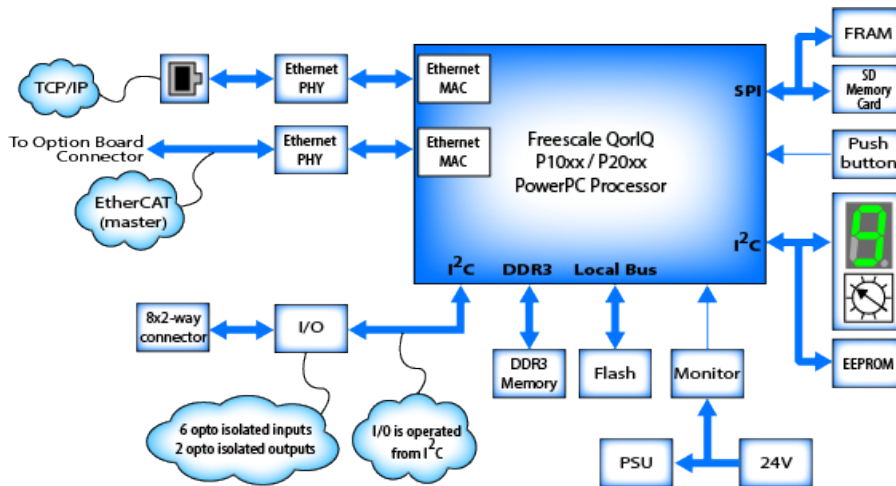 FRAM
SD
Memory
Card
SPI
Ethernet
PHY
Ethernet
MAC
TCP/IP
To Option Board
Connector
Ethernet
PHY
Ethernet
MAC
Freescale QorIQ
P10xx / P20xx
PowerPC Processor
Push
button
EtherCAT
(master)
I²C
9
I²C
DDR3
Local Bus
8x2-way
connector
I/O
DDR3
Memory
Flash
Monitor
EEPROM
6 opto isolated inputs
2 opto isolated outputs
I/0 is operated
from I²C
PSU
24V